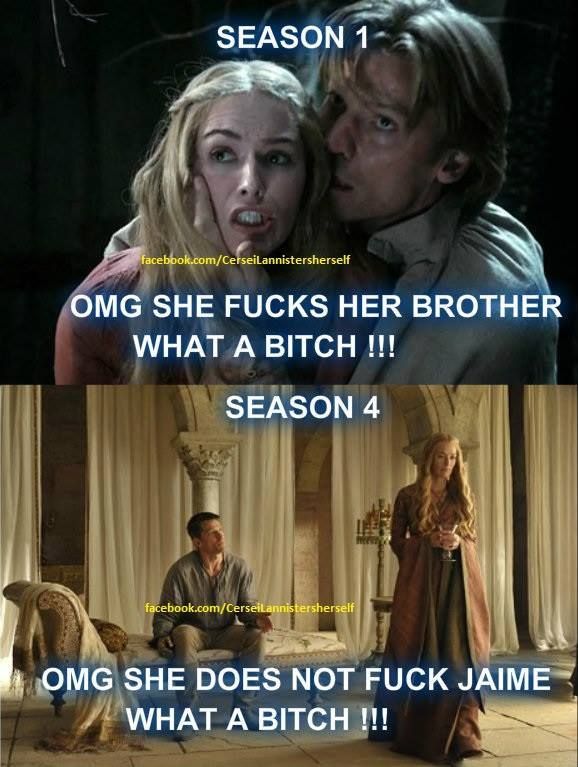 SEASON 1
facebook.com/CerseiLannistersherself
OMG SHE FUCKS HER BROTHER
WHAT A BITCH !!!
SEASON 4
facebook.com/CerseiLannistersherself
OMG SHE DOES NOT FUCK JAIME
WHAT A BITCH !!!